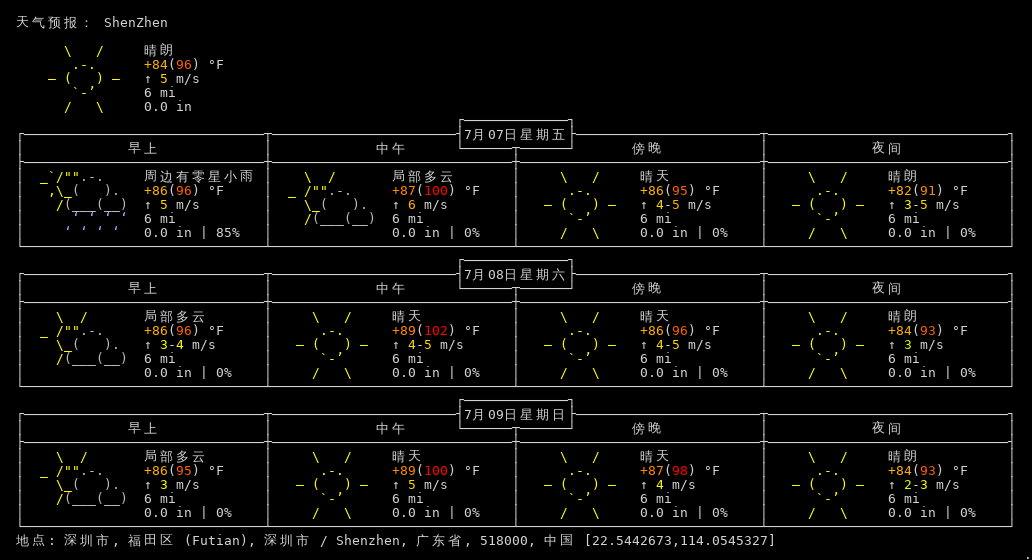 天气预报： ShenZhen
晴朗
+84(96) °F
↑ 5 m/s
6 mi
0.0 in
7月07日星期五
早上 中午 傍晚 夜间
周边有零星小雨 局部多云 晴天 晴朗
+86(96) °F +87(100) °F +86(95) °F +82(91) °F
↑ 5 m/s ↑ 6 m/s ↑ 4-5 m/s ↑ 3-5 m/s
6 mi 6 mi 6 mi 6 mi
0.0 in | 85% 0.0 in | 0% 0.0 in | 0% 0.0 in | 0%
7月08日星期六
早上 中午 傍晚 夜间
局部多云 晴天 晴天 晴朗
+86(96) °F +89(102) °F +86(96) °F +84(93) °F
↑ 3-4 m/s ↑ 4-5 m/s ↑ 4-5 m/s ↑ 3 m/s
6 mi 6 mi 6 mi 6 mi
0.0 in | 0% 0.0 in | 0% 0.0 in | 0% 0.0 in | 0%
7月09日星期日
早上 中午 傍晚 夜间
局部多云 晴天 晴天 晴朗
+86(95) °F +89(100) °F +87(98) °F +84(93) °F
↑ 3 m/s ↑ 5 m/s ↑ 4 m/s ↑ 2-3 m/s
6 mi 6 mi 6 mi 6 mi
0.0 in | 0% 0.0 in | 0% 0.0 in | 0% 0.0 in | 0%
地点: 深圳市, 福田区 (Futian), 深圳市 / Shenzhen, 广东省, 518000, 中国 [22.5442673,114.0545327]